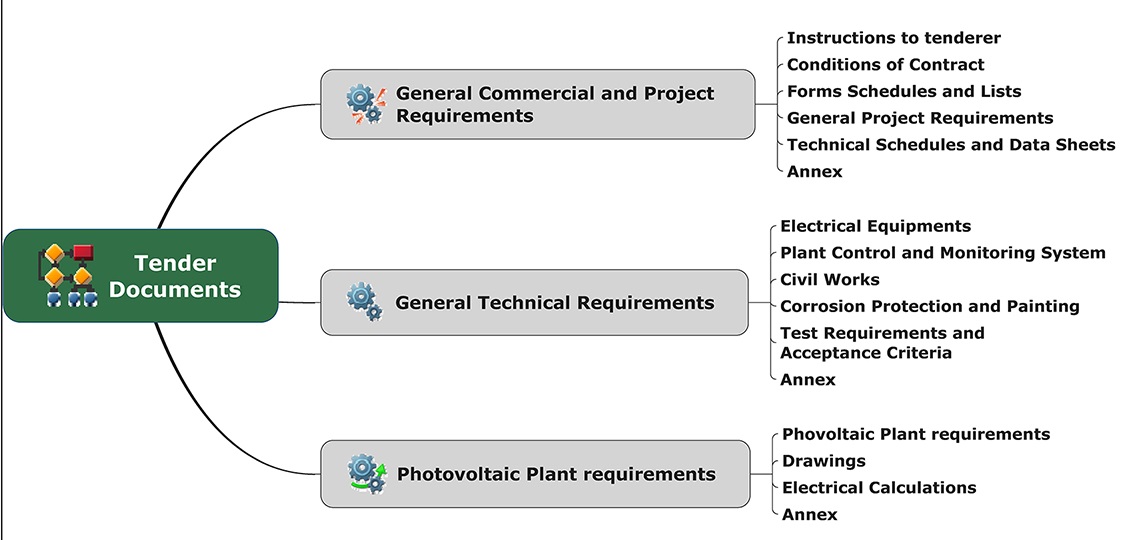 Tender
Documents
General Commercial and Project
Requirements
Instructions to tenderer
Conditions of Contract
Forms Schedules and Lists
General Project Requirements
Technical Schedules and Data Sheets
Annex
General Technical Requirements
Electrical Equipments
Plant Control and Monitoring System
Civil Works
Corrosion Protection and Painting
Test Requirements and
Acceptance Criteria
Annex
Photovoltaic Plant requirements
Phovoltaic Plant requirements
Drawings
Electrical Calculations
Annex